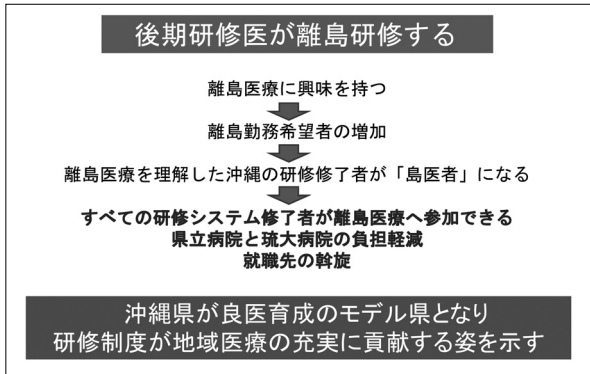 後期研修医が離島研修する
離島医療に興味を持つ
離島勤務希望者の増加
離島医療を理解した沖縄の研修修了者が「島医者」になる
すべての研修システム修了者が離島医療へ参加できる
県立病院と琉大病院の負担軽減
就職先の斡旋
沖縄県が良医育成のモデル県となり
研修制度が地域医療の充実に貢献する姿を示す